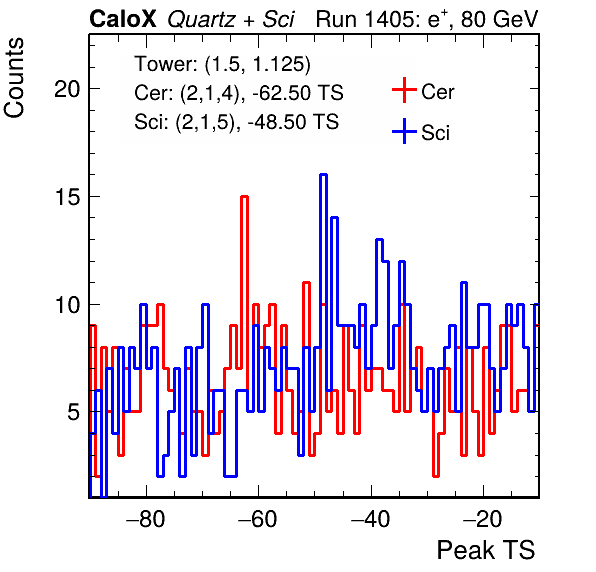 CaloX Quartz + Sci Run 1405: e+, 80 GeV
Counts
Tower: (1.5, 1.125)
Cer: (2,1,4), -62.50 TS
Sci: (2,1,5), -48.50 TS
Cer
Sci
20
15
10
5
−80 −60 −40 −20
Peak TS